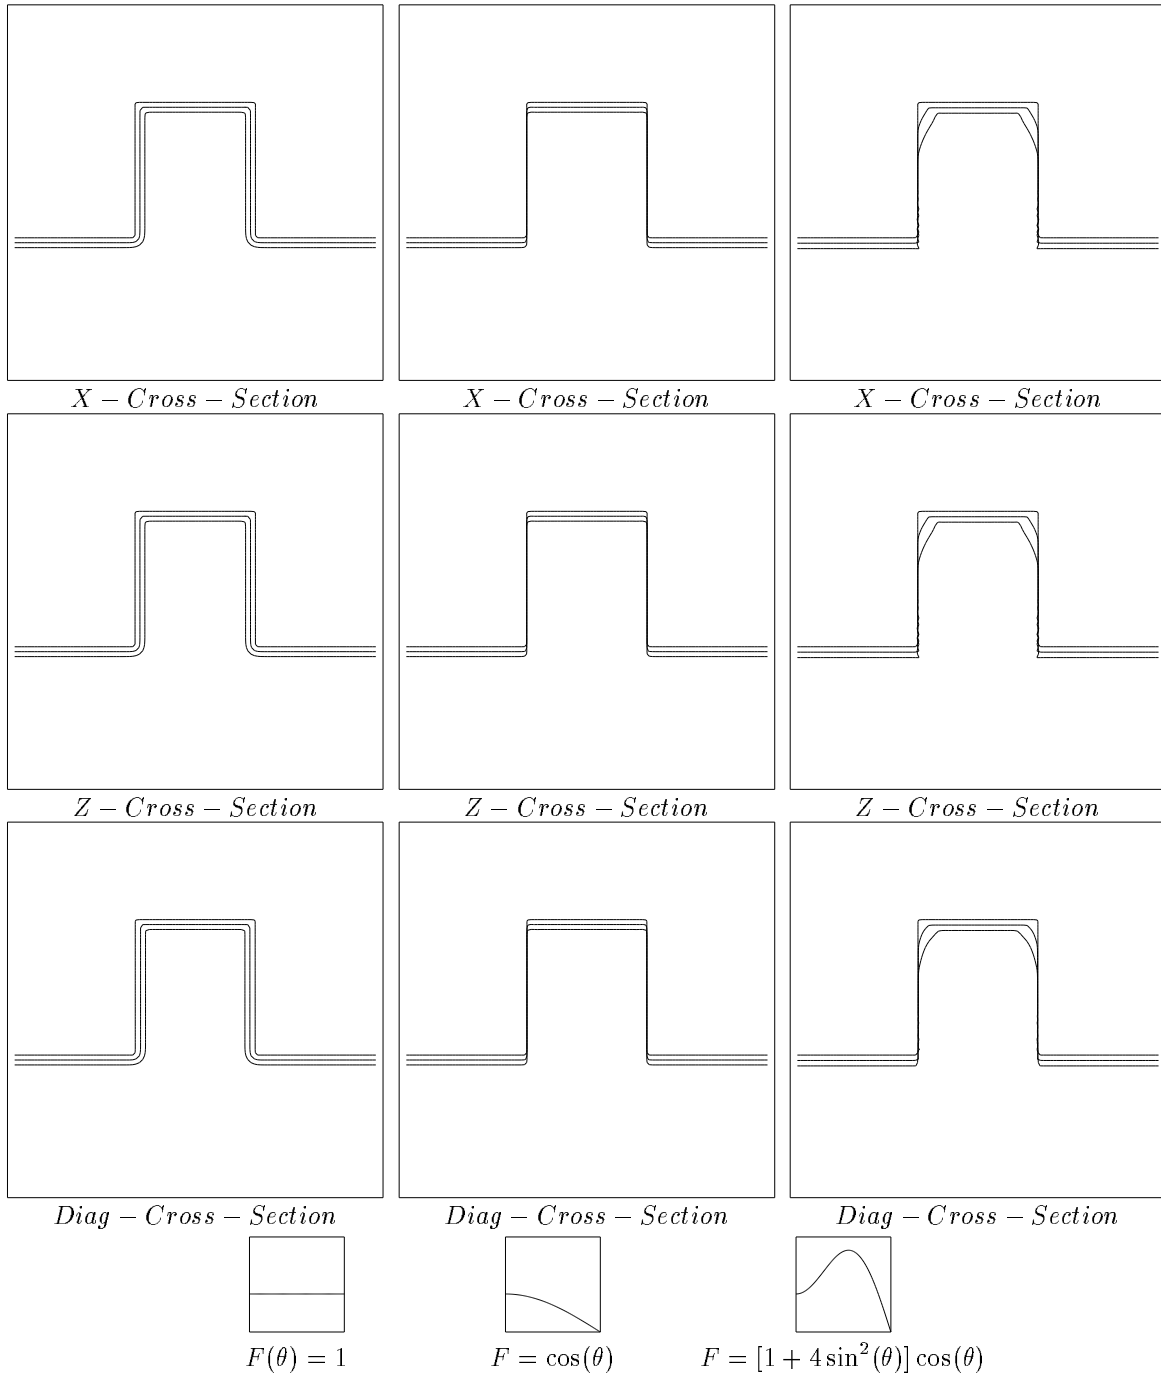 X − Cross − Section X − Cross − Section X − Cross − Section
Z − Cross − Section Z − Cross − Section Z − Cross − Section
Diag − Cross − Section Diag − Cross − Section Diag − Cross − Section
F(θ) = 1 F = cos(θ) F = [1 + 4 sin²(θ)] cos(θ)